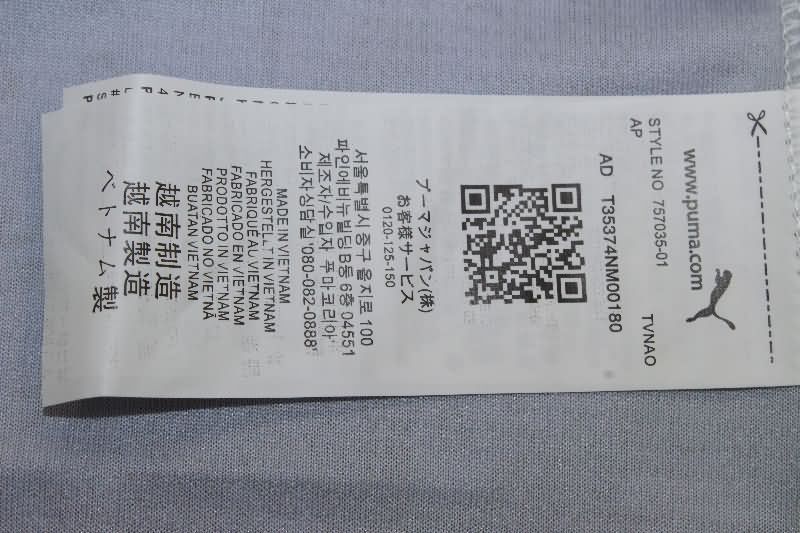 www.puma.com
STYLE NO 757035-01 TVNAO
AP
AD T35374NM00180
プーマジャパン(株)
お客様サービス
0120-125-150
서울특별시 중구 을지로 100
파인에비뉴빌딩 B동 6층 04551
제조자/수입자 푸마코리아
소비자상담실 080-082-0888
MADE IN VIETNAM
HERGESTELLT IN VIETNAM
FABRIQUÉ AU VIETNAM
FABRICADO EN VIETNAM
PRODOTTO IN VIETNAM
FABRICADO NO VIETNÃ
BUATAN VIETNAM
越南制造
越南製造
ベトナム製